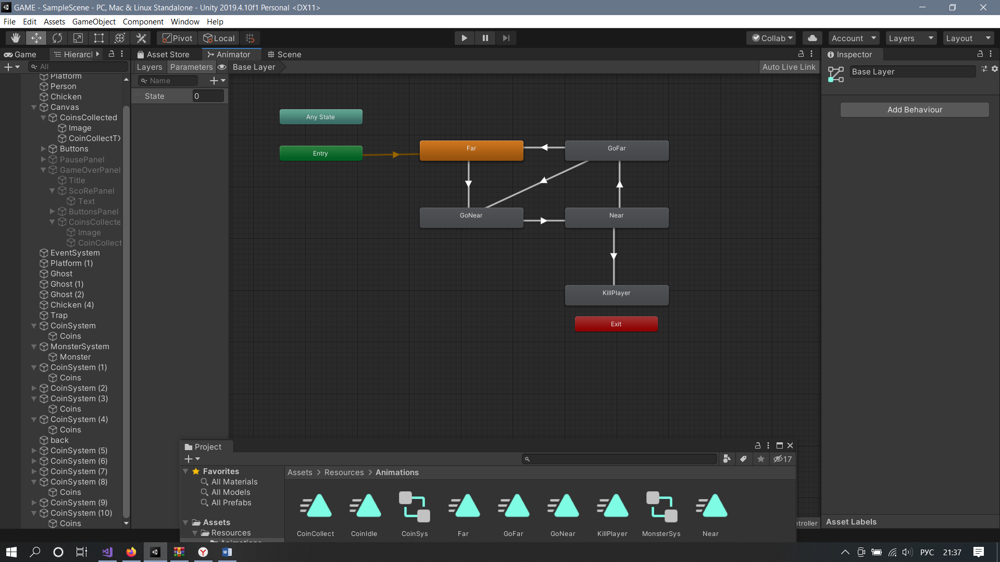 GAME - SampleScene - PC, Mac & Linux Standalone - Unity 2019.4.10f1 Personal <DX11>
File Edit Assets GameObject Component Window Help
Pivot Local Collab Account Layers Layout
Game Hierarcl Asset Store Animator Scene Inspector
All Layers Parameters Base Layer Auto Live Link Base Layer
Name
State 0
Add Behaviour
Platform
Person
Chicken
Canvas
CoinsCollected
Image
CoinCollectTX
Buttons
PausePanel
GameOverPanel
Title
ScoRePanel
Text
ButtonsPanel
CoinsCollecte
Image
CoinCollect
EventSystem
Platform (1)
Ghost
Ghost (1)
Ghost (2)
Chicken (4)
Trap
CoinSystem
Coins
MonsterSystem
Monster
CoinSystem (1)
Coins
CoinSystem (2)
CoinSystem (3)
Coins
CoinSystem (4)
Coins
back
CoinSystem (5)
CoinSystem (6)
CoinSystem (7)
CoinSystem (8)
Coins
CoinSystem (9)
CoinSystem (10)
Coins
Any State
Entry
Far
GoFar
GoNear
Near
KillPlayer
Exit
Project
17
Favorites
All Materials
All Models
All Prefabs
Assets
Resources
Animations
Assets > Resources > Animations
CoinCollect CoinIdle CoinSys Far GoFar GoNear KillPlayer MonsterSys Near
ntroller
Asset Labels
РУС 21:37